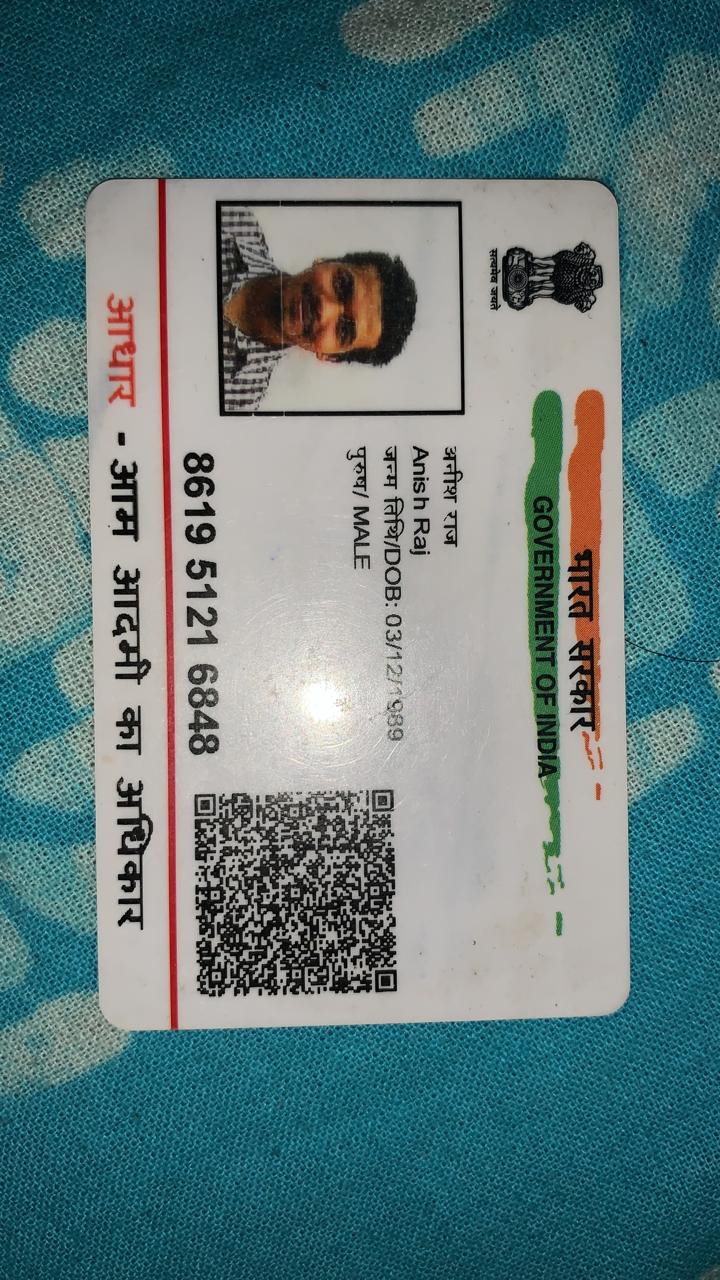 भारत सरकार
GOVERNMENT OF INDIA
सत्यमेव जयते
अनीश राज
Anish Raj
जन्म तिथि/DOB: 03/12/1989
पुरुष/ MALE
8619 5121 6848
आधार - आम आदमी का अधिकार